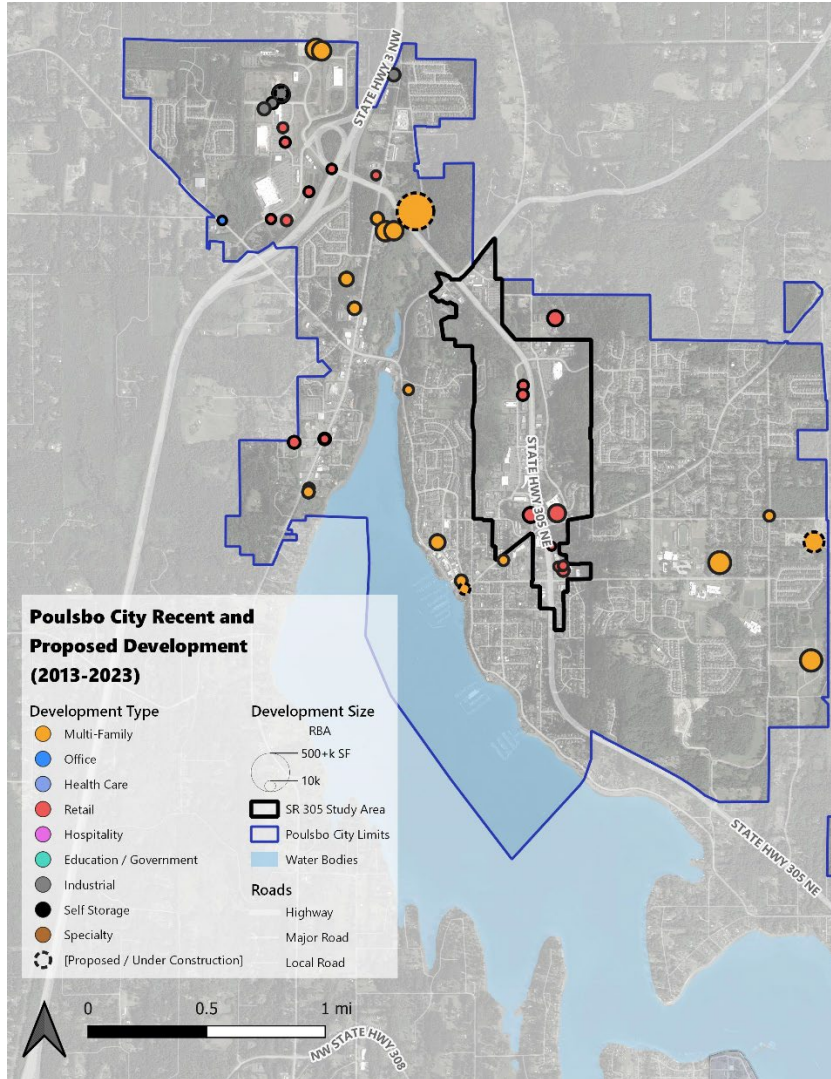 STATE HWY 3 NW
STATE HWY 305 NE
STATE HWY 305 NE
NW STATE HWY 308
Poulsbo City Recent and
Proposed Development
(2013-2023)
Development Type
Multi-Family
Office
Health Care
Retail
Hospitality
Education / Government
Industrial
Self Storage
Specialty
[Proposed / Under Construction]
Development Size
RBA
500+k SF
10k
SR 305 Study Area
Poulsbo City Limits
Water Bodies
Roads
Highway
Major Road
Local Road
0 0.5 1 mi